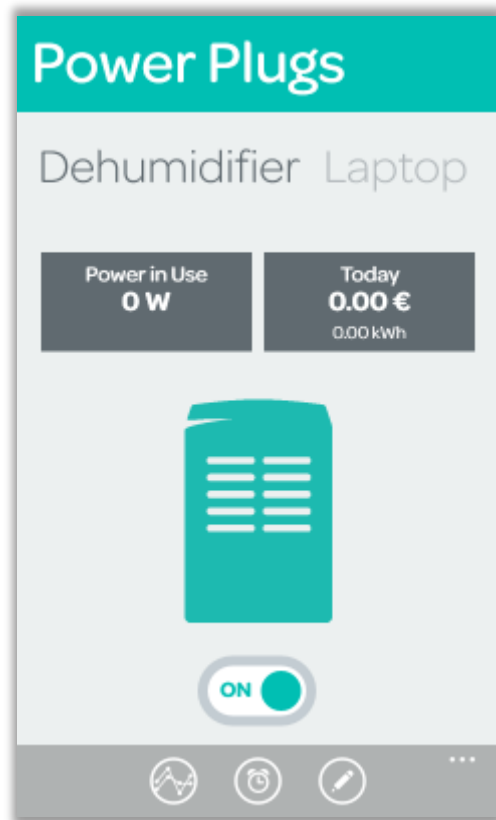 Power Plugs
Dehumidifier Laptop
Power in Use
0 W
Today
0.00 €
0.00 kWh
ON